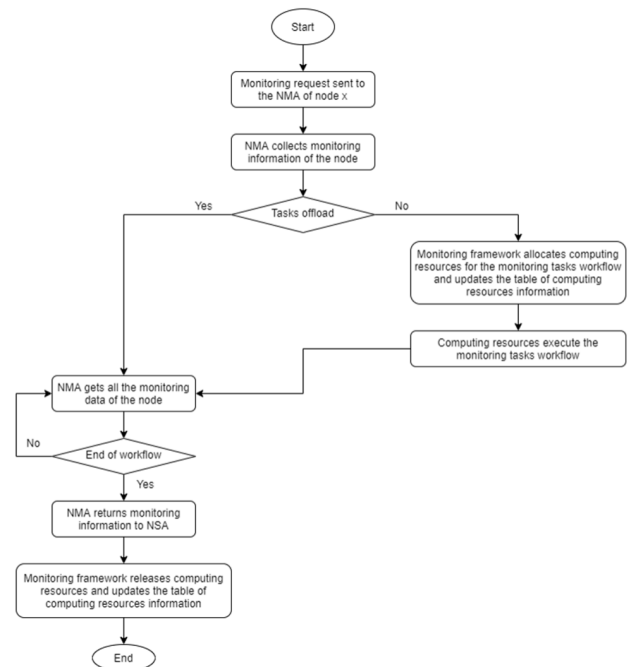 Start
Monitoring request sent to
the NMA of node x
NMA collects monitoring
information of the node
Yes
Tasks offload
No
Monitoring framework allocates computing
resources for the monitoring tasks workflow
and updates the table of computing
resources information
Computing resources execute the
monitoring tasks workflow
NMA gets all the monitoring
data of the node
No
End of workflow
Yes
NMA returns monitoring
information to NSA
Monitoring framework releases computing
resources and updates the table of
computing resources information
End